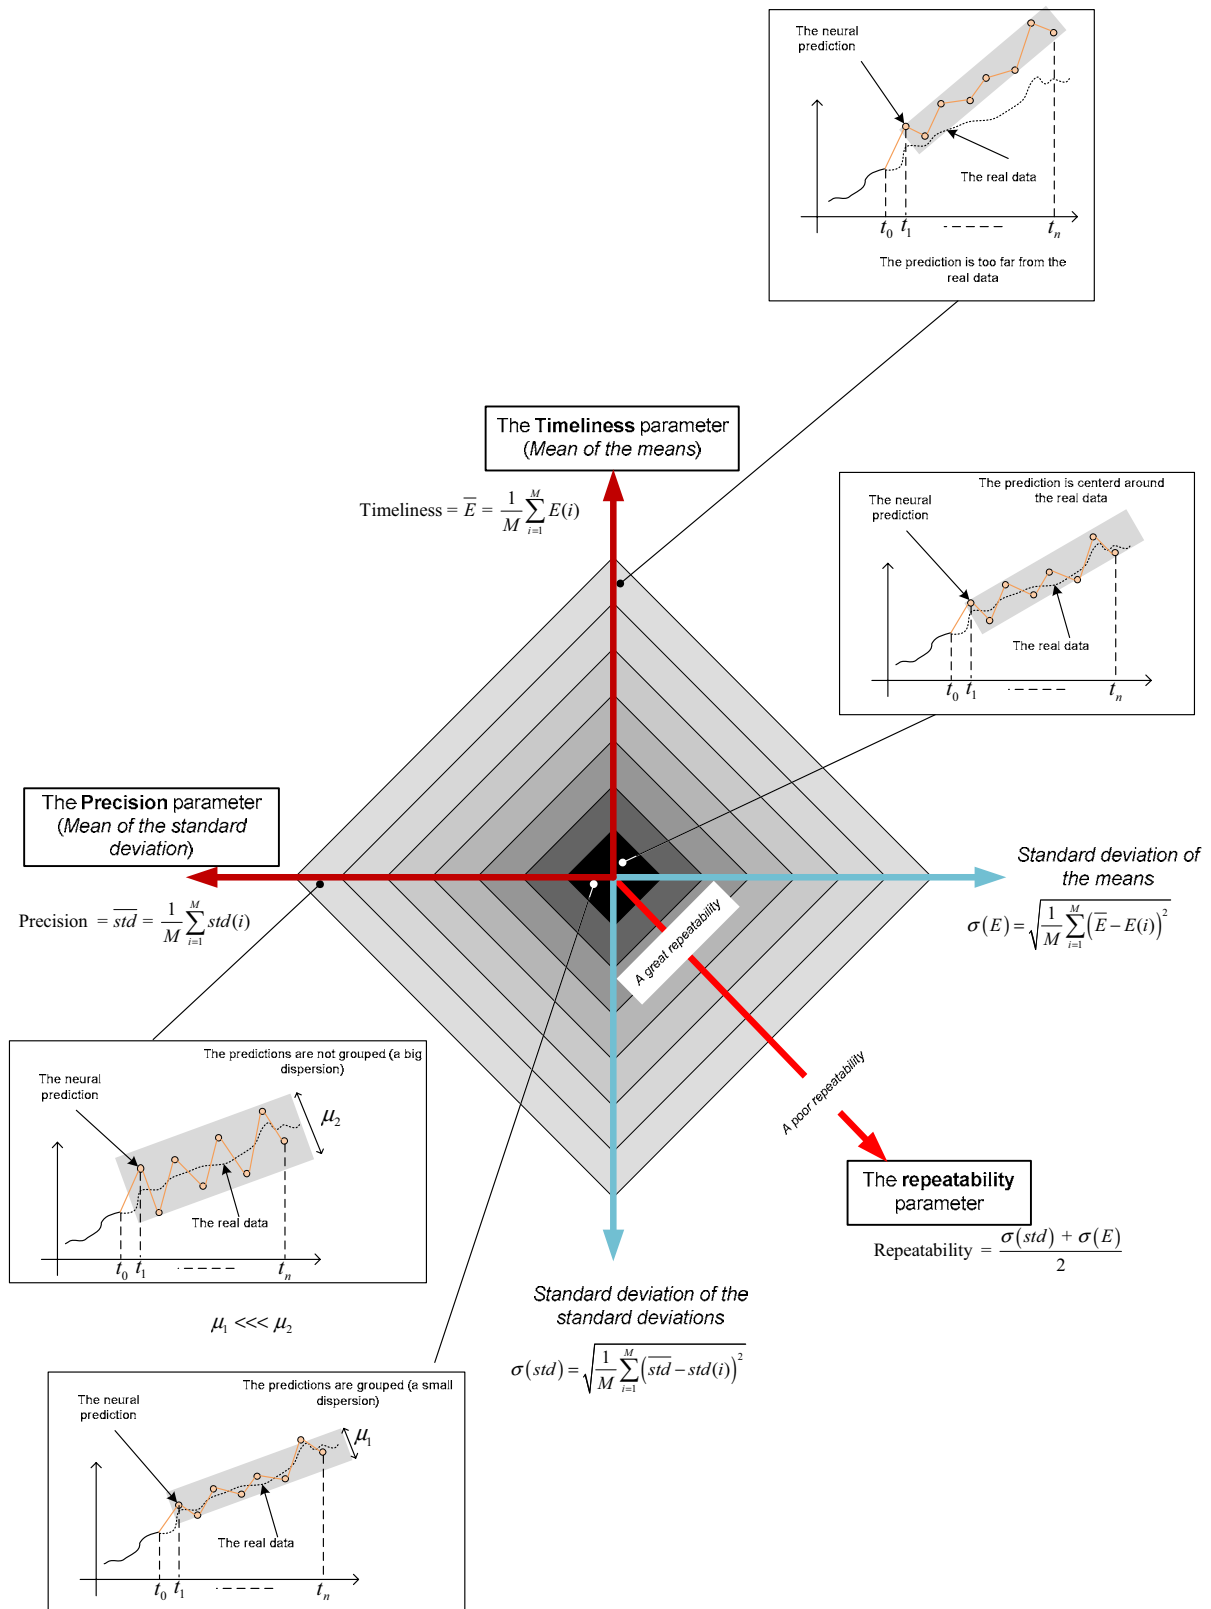 The neural
prediction
The real data
t₀ t₁ tₙ
The prediction is too far from the
real data
The Timeliness parameter
(Mean of the means)
Timeliness = E̅ = 1/M ∑_{i=1}^{M} E(i)
The prediction is centerd around
the real data
The neural
prediction
The real data
t₀ t₁ tₙ
The Precision parameter
(Mean of the standard
deviation)
Precision = \overline{std} = 1/M ∑_{i=1}^{M} std(i)
Standard deviation of
the means
σ(E) = √(1/M ∑_{i=1}^{M} (E̅ − E(i))²)
A great repeatability
A poor repeatability
The repeatability
parameter
Repeatability = (σ(std) + σ(E))/2
The predictions are not grouped (a big
dispersion)
The neural
prediction
μ₂
The real data
t₀ t₁ tₙ
μ₁ <<< μ₂
Standard deviation of the
standard deviations
σ(std) = √(1/M ∑_{i=1}^{M} (\overline{std} − std(i))²)
The predictions are grouped (a small
dispersion)
The neural
prediction
μ₁
The real data
t₀ t₁ tₙ